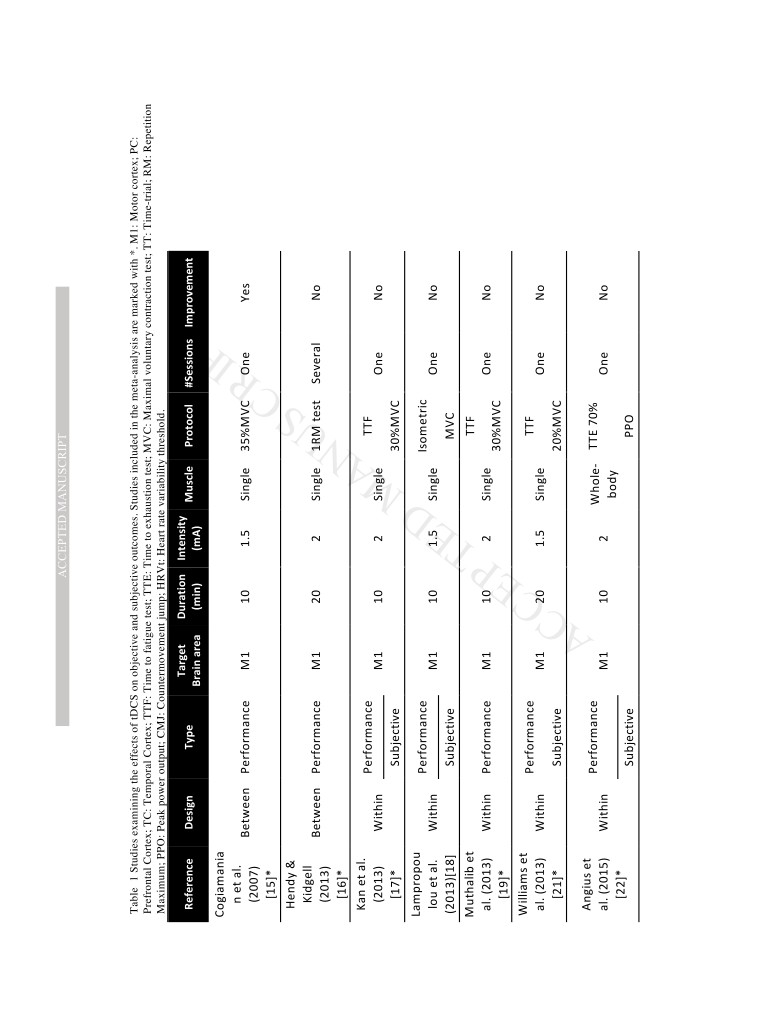 ACCEPTED MANUSCRIPT
Table 1 Studies examining the effects of tDCS on objective and subjective outcomes. Studies included in the meta-analysis are marked with *. M1: Motor cortex; PC:
Prefrontal Cortex; TC: Temporal Cortex; TTF: Time to fatigue test; TTE: Time to exhaustion test; MVC: Maximal voluntary contraction test; TT: Time-trial; RM: Repetition
Maximum; PPO: Peak power output; CMJ: Countermovement jump; HRVt: Heart rate variability threshold.
Reference Design Type Target Brain area Duration (min) Intensity (mA) Muscle Protocol #Sessions Improvement
Cogiamania
n et al.
(2007)
[15]*
Between Performance M1 10 1.5 Single 35%MVC One Yes
Hendy &
Kidgell
(2013)
[16]*
Between Performance M1 20 2 Single 1RM test Several No
Kan et al.
(2013)
[17]*
Within
Performance
Subjective
M1 10 2 Single
TTF
30%MVC
One No
Lampropou
lou et al.
(2013)[18]
Within
Performance
Subjective
M1 10 1.5 Single
Isometric
MVC
One No
Muthalib et
al. (2013)
[19]*
Within Performance M1 10 2 Single
TTF
30%MVC
One No
Williams et
al. (2013)
[21]*
Within
Performance
Subjective
M1 20 1.5 Single
TTF
20%MVC
One No
Angius et
al. (2015)
[22]*
Within
Performance
Subjective
M1 10 2
Whole-
body
TTE 70%
PPO
One No
ACCEPTED MANUSCRIPT